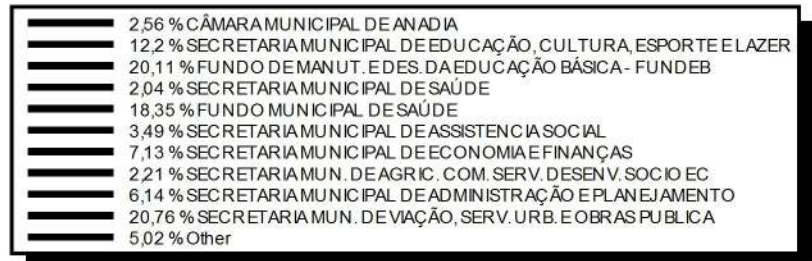 2,56 % CÂMARA MUNICIPAL DE ANADIA
12,2 % SECRETARIA MUNICIPAL DE EDUCAÇÃO, CULTURA, ESPORTE E LAZER
20,11 % FUNDO DE MANUT. E DES. DA EDUCAÇÃO BÁSICA - FUNDEB
2,04 % SECRETARIA MUNICIPAL DE SAÚDE
18,35 % FUNDO MUNICIPAL DE SAÚDE
3,49 % SECRETARIA MUNICIPAL DE ASSISTENCIA SOCIAL
7,13 % SECRETARIA MUNICIPAL DE ECONOMIA E FINANÇAS
2,21 % SECRETARIA MUN. DE AGRIC. COM. SERV. DESENV. SOCIO EC
6,14 % SECRETARIA MUNICIPAL DE ADMINISTRAÇÃO E PLANEJAMENTO
20,76 % SECRETARIA MUN. DE VIAÇÃO, SERV. URB. E OBRAS PUBLICA
5,02 % Other